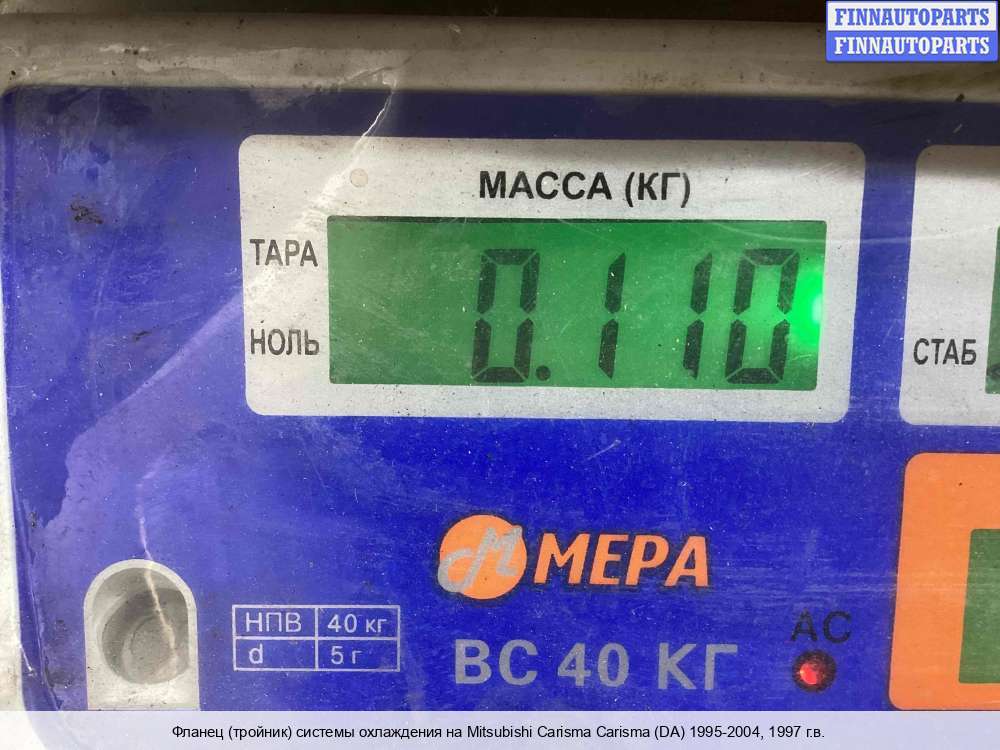 FINNAUTOPARTS
FINNAUTOPARTS
МАССА (КГ)
ТАРА
0.110
НОЛЬ
СТАБ
М МЕРА
АС
НПВ 40 кг
d 5 г
ВС 40 КГ
Фланец (тройник) системы охлаждения на Mitsubishi Carisma Carisma (DA) 1995-2004, 1997 г.в.